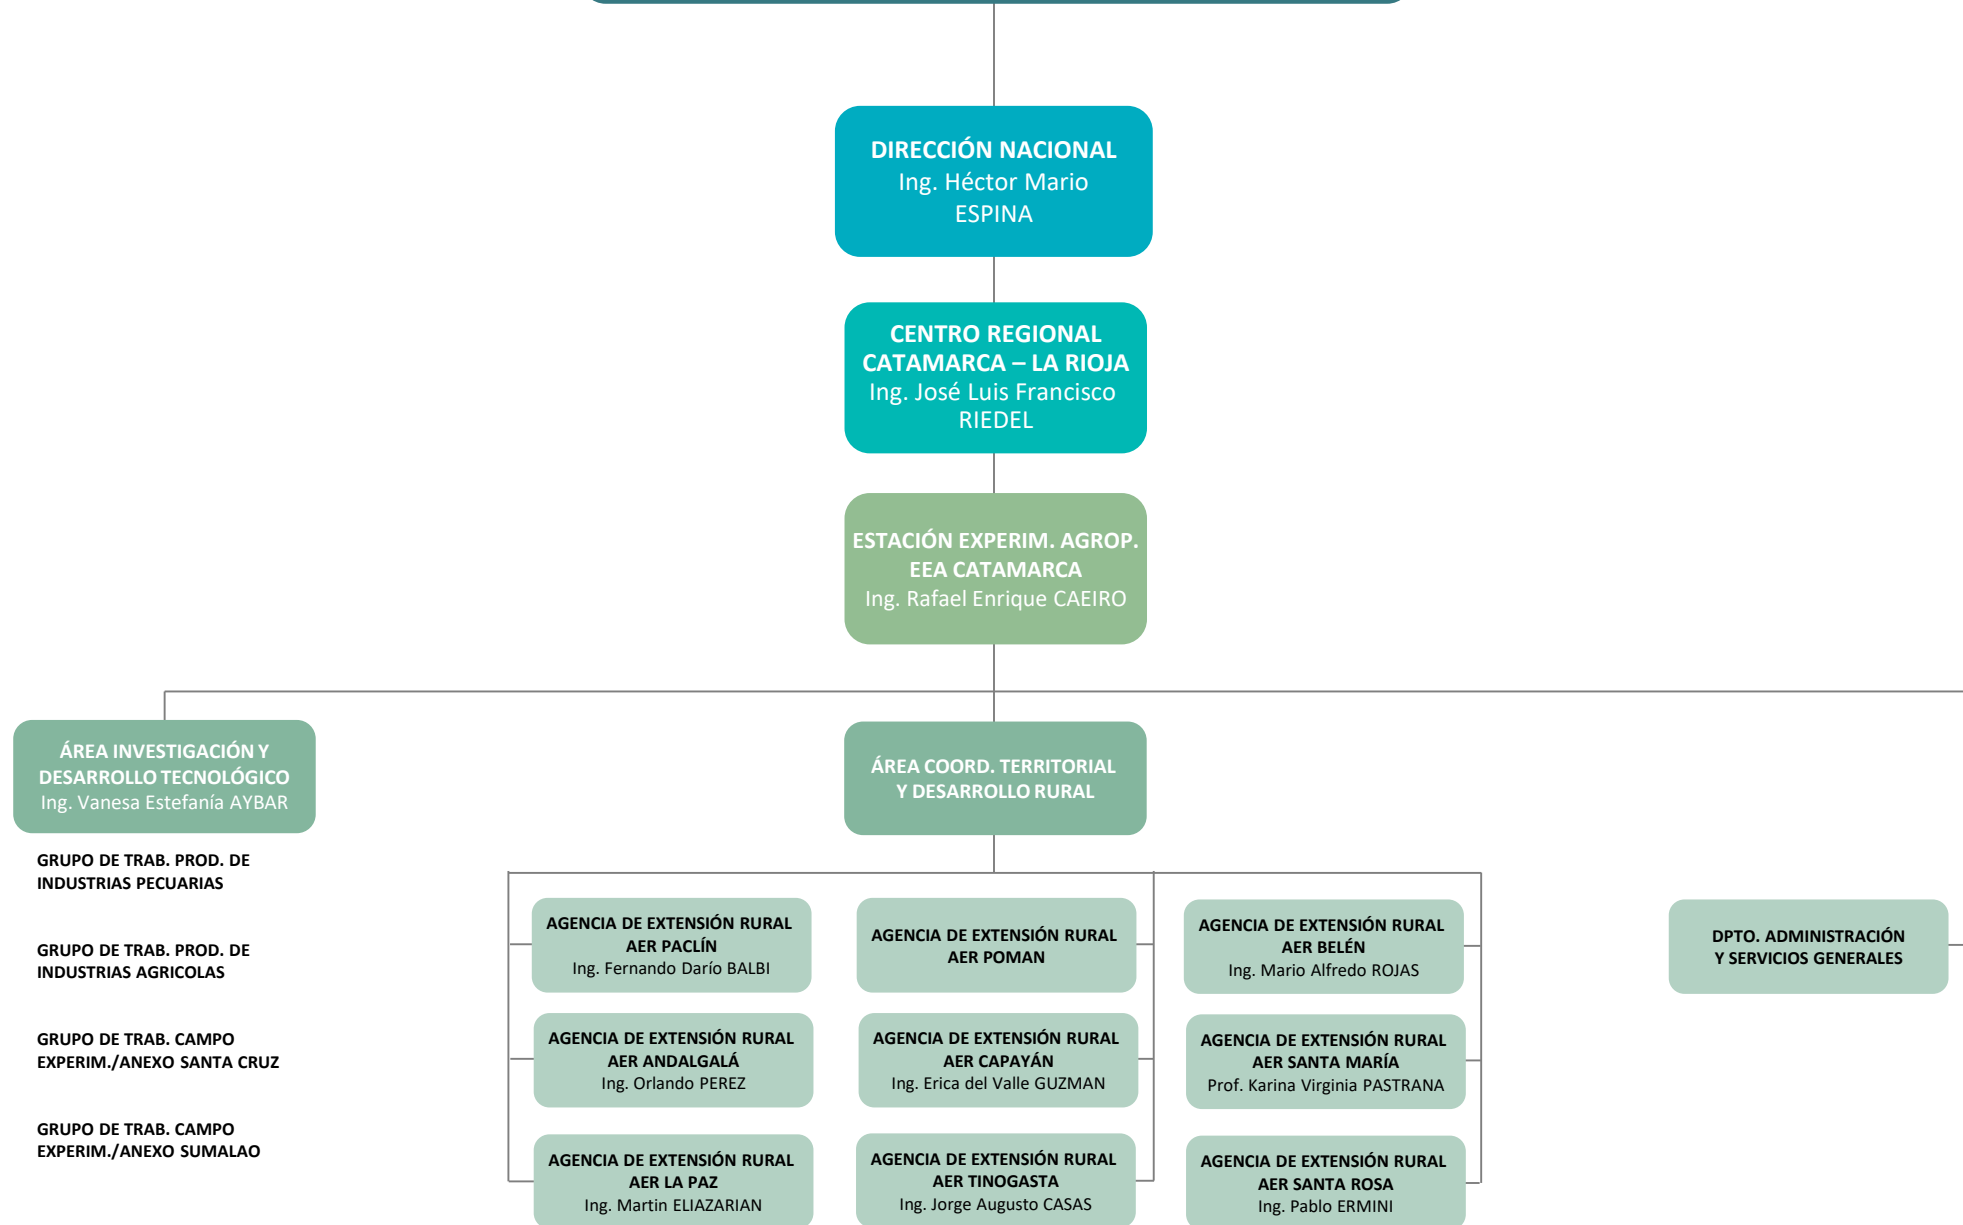 DIRECCIÓN NACIONAL
Ing. Héctor Mario
ESPINA
CENTRO REGIONAL
CATAMARCA – LA RIOJA
Ing. José Luis Francisco
RIEDEL
ESTACIÓN EXPERIM. AGROP.
EEA CATAMARCA
Ing. Rafael Enrique CAEIRO
ÁREA INVESTIGACIÓN Y
DESARROLLO TECNOLÓGICO
Ing. Vanesa Estefanía AYBAR
GRUPO DE TRAB. PROD. DE
INDUSTRIAS PECUARIAS
GRUPO DE TRAB. PROD. DE
INDUSTRIAS AGRICOLAS
GRUPO DE TRAB. CAMPO
EXPERIM./ANEXO SANTA CRUZ
GRUPO DE TRAB. CAMPO
EXPERIM./ANEXO SUMALAO
ÁREA COORD. TERRITORIAL
Y DESARROLLO RURAL
AGENCIA DE EXTENSIÓN RURAL
AER PACLÍN
Ing. Fernando Darío BALBI
AGENCIA DE EXTENSIÓN RURAL
AER ANDALGALÁ
Ing. Orlando PEREZ
AGENCIA DE EXTENSIÓN RURAL
AER LA PAZ
Ing. Martin ELIAZARIAN
AGENCIA DE EXTENSIÓN RURAL
AER POMAN
AGENCIA DE EXTENSIÓN RURAL
AER CAPAYÁN
Ing. Erica del Valle GUZMAN
AGENCIA DE EXTENSIÓN RURAL
AER TINOGASTA
Ing. Jorge Augusto CASAS
AGENCIA DE EXTENSIÓN RURAL
AER BELÉN
Ing. Mario Alfredo ROJAS
AGENCIA DE EXTENSIÓN RURAL
AER SANTA MARÍA
Prof. Karina Virginia PASTRANA
AGENCIA DE EXTENSIÓN RURAL
AER SANTA ROSA
Ing. Pablo ERMINI
DPTO. ADMINISTRACIÓN
Y SERVICIOS GENERALES